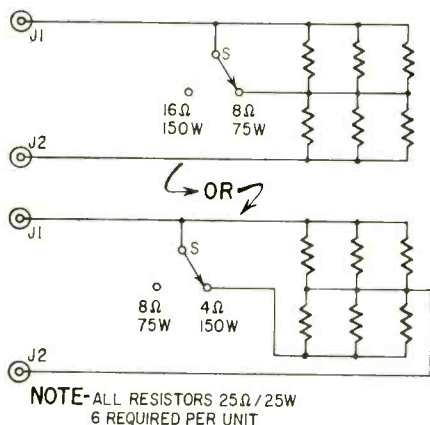 J1
S
16Ω 8Ω
150W 75W
J2
OR
J1
S
8Ω 4Ω
75W 150W
J2
NOTE- ALL RESISTORS 25Ω/25W
6 REQUIRED PER UNIT